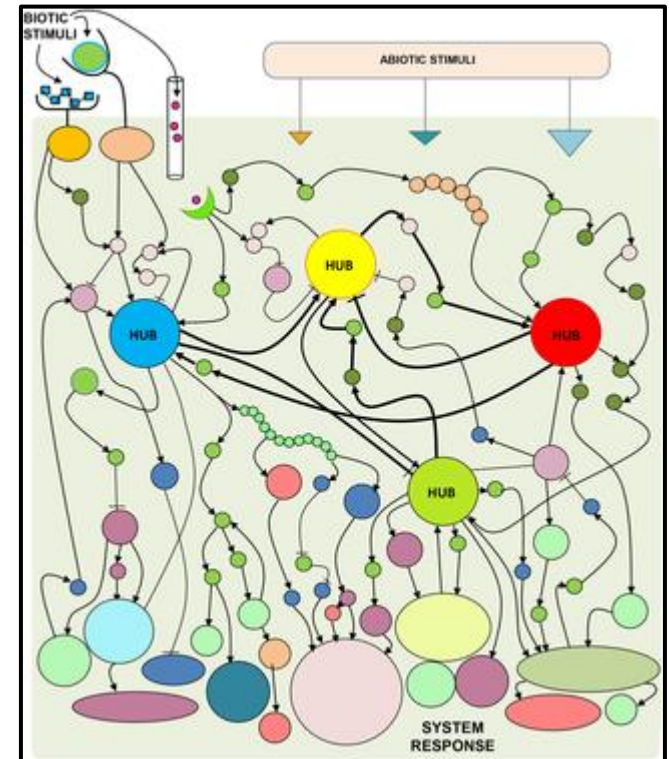 BIOTIC
STIMULI
ABIOTIC STIMULI
HUB
HUB
HUB
HUB
SYSTEM
RESPONSE